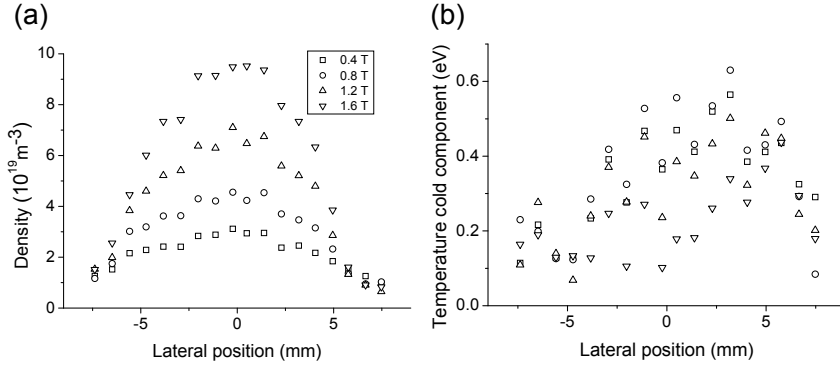 (a)
10
8
6
4
2
0
-5
0
5
Density (10¹⁹m⁻³)
Lateral position (mm)
0.4 T
0.8 T
1.2 T
1.6 T
(b)
0.6
0.4
0.2
0.0
-5
0
5
Temperature cold component (eV)
Lateral position (mm)